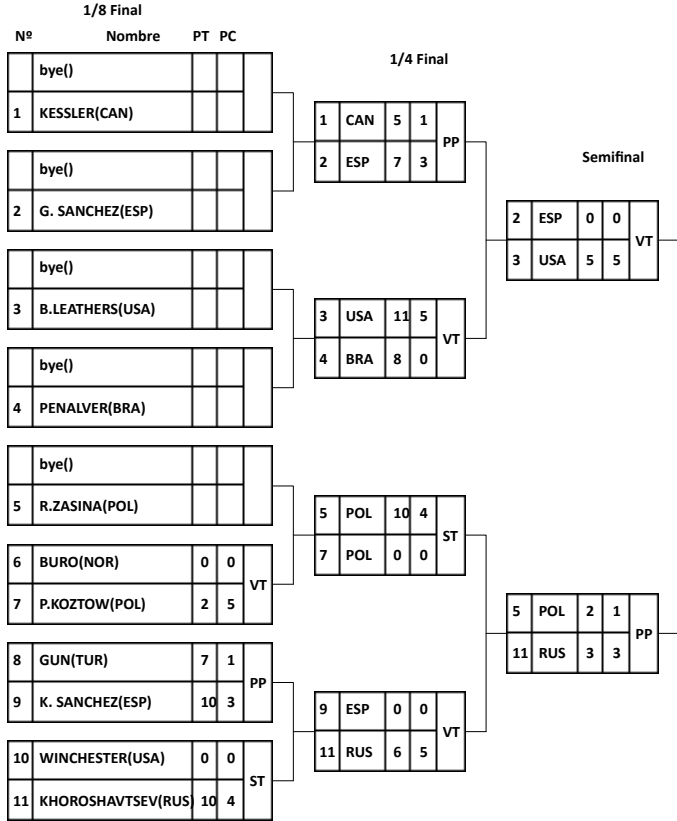 1/8 Final
Nº Nombre PT PC
bye()
1 KESSLER(CAN)
bye()
2 G. SANCHEZ(ESP)
bye()
3 B.LEATHERS(USA)
bye()
4 PENALVER(BRA)
bye()
5 R.ZASINA(POL)
6 BURO(NOR) 0 0
VT
7 P.KOZTOW(POL) 2 5
8 GUN(TUR) 7 1
PP
9 K. SANCHEZ(ESP) 10 3
10 WINCHESTER(USA) 0 0
ST
11 KHOROSHAVTSEV(RUS) 10 4
1/4 Final
1 CAN 5 1
PP
2 ESP 7 3
3 USA 11 5
VT
4 BRA 8 0
5 POL 10 4
ST
7 POL 0 0
9 ESP 0 0
VT
11 RUS 6 5
Semifinal
2 ESP 0 0
VT
3 USA 5 5
5 POL 2 1
PP
11 RUS 3 3